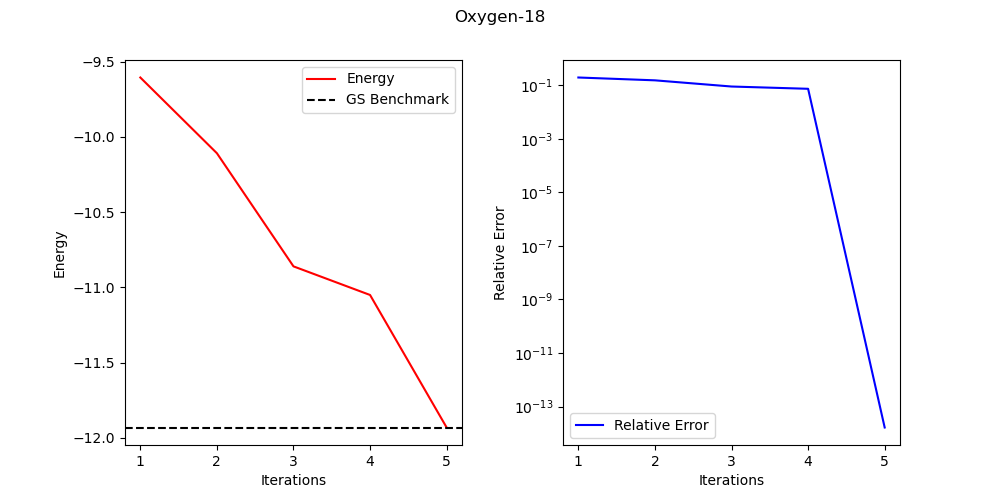 Oxygen-18
Energy
−9.5
−10.0
−10.5
−11.0
−11.5
−12.0
Energy
GS Benchmark
1 2 3 4 5
Iterations
Relative Error
10⁻¹
10⁻³
10⁻⁵
10⁻⁷
10⁻⁹
10⁻¹¹
10⁻¹³
Relative Error
1 2 3 4 5
Iterations